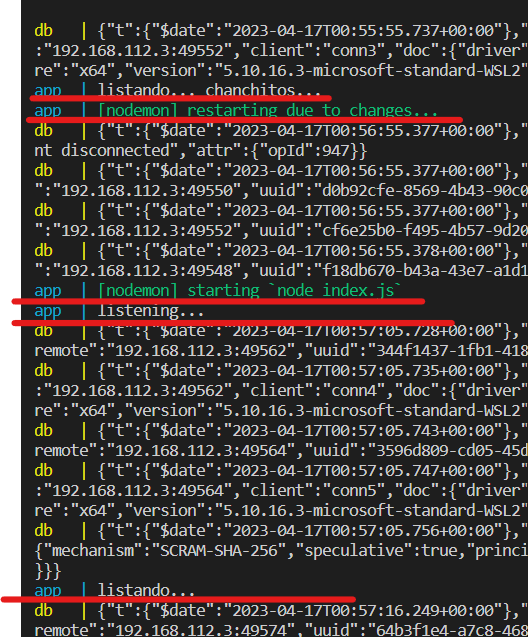 db | {"t":{"$date":"2023-04-17T00:55:55.737+00:00"},"
:"192.168.112.3:49552","client":"conn3","doc":{"driver"
re":"x64","version":"5.10.16.3-microsoft-standard-WSL2"
app | listando... chanchitos...
app | [nodemon] restarting due to changes...
db | {"t":{"$date":"2023-04-17T00:56:55.377+00:00"},"
nt disconnected","attr":{"opId":947}}
db | {"t":{"$date":"2023-04-17T00:56:55.377+00:00"},"
":"192.168.112.3:49550","uuid":"d0b92cfe-8569-4b43-90c0
db | {"t":{"$date":"2023-04-17T00:56:55.377+00:00"},"
":"192.168.112.3:49552","uuid":"cf6e25b0-f495-4b57-9d20
db | {"t":{"$date":"2023-04-17T00:56:55.378+00:00"},"
":"192.168.112.3:49548","uuid":"f18db670-b43a-43e7-a1d1
app | [nodemon] starting `node index.js`
app | listening...
db | {"t":{"$date":"2023-04-17T00:57:05.728+00:00"},"
remote":"192.168.112.3:49562","uuid":"344f1437-1fb1-418
db | {"t":{"$date":"2023-04-17T00:57:05.735+00:00"},"
:"192.168.112.3:49562","client":"conn4","doc":{"driver"
re":"x64","version":"5.10.16.3-microsoft-standard-WSL2"
db | {"t":{"$date":"2023-04-17T00:57:05.743+00:00"},"
remote":"192.168.112.3:49564","uuid":"3596d809-cd05-45d
db | {"t":{"$date":"2023-04-17T00:57:05.747+00:00"},"
:"192.168.112.3:49564","client":"conn5","doc":{"driver"
re":"x64","version":"5.10.16.3-microsoft-standard-WSL2"
db | {"t":{"$date":"2023-04-17T00:57:05.756+00:00"},"
{"mechanism":"SCRAM-SHA-256","speculative":true,"princi
}}}
app | listando...
db | {"t":{"$date":"2023-04-17T00:57:16.249+00:00"},"
remote":"192.168.112.3:49574","uuid":"64b3f1e4-a7c8-468